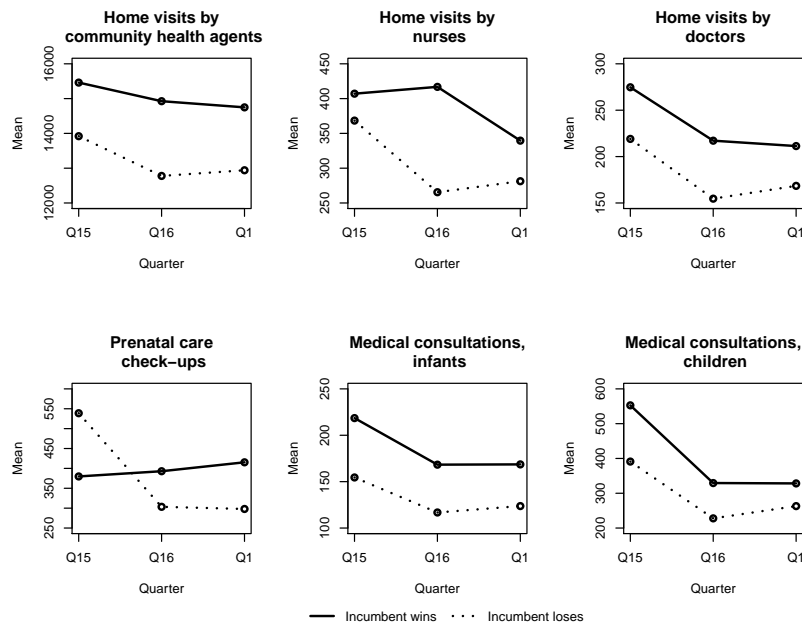 Home visits by
community health agents
Mean
12000
14000
16000
Q15
Q16
Q1
Quarter
Home visits by
nurses
Mean
250
300
350
400
450
Q15
Q16
Q1
Quarter
Home visits by
doctors
Mean
150
200
250
300
Q15
Q16
Q1
Quarter
Prenatal care
check−ups
Mean
250
350
450
550
Q15
Q16
Q1
Quarter
Medical consultations,
infants
Mean
100
150
200
250
Q15
Q16
Q1
Quarter
Medical consultations,
children
Mean
200
300
400
500
600
Q15
Q16
Q1
Quarter
Incumbent wins
Incumbent loses